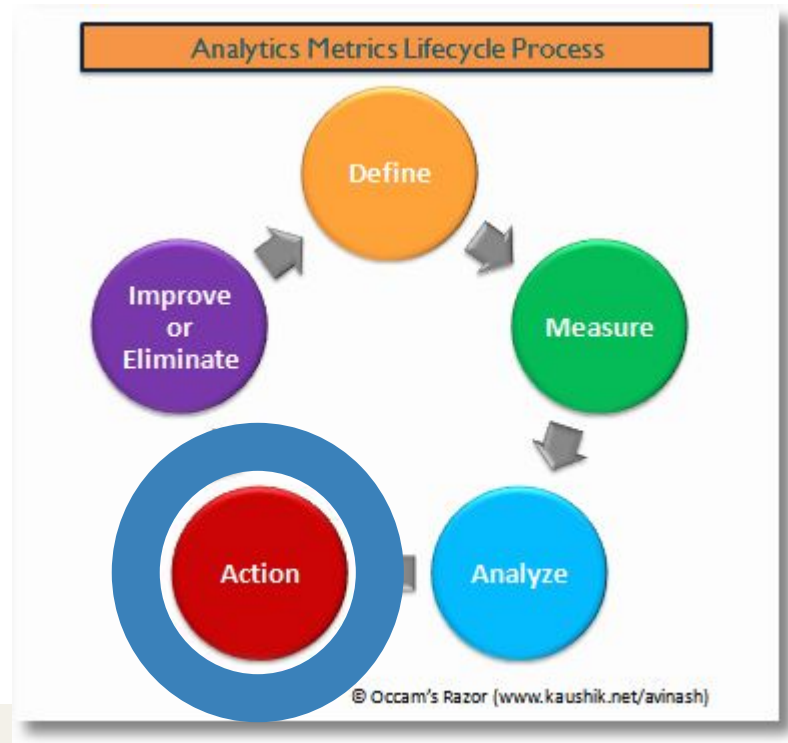 Analytics Metrics Lifecycle Process
Define
Measure
Analyze
Action
Improve
or
Eliminate
© Occam's Razor (www.kaushik.net/avinash)